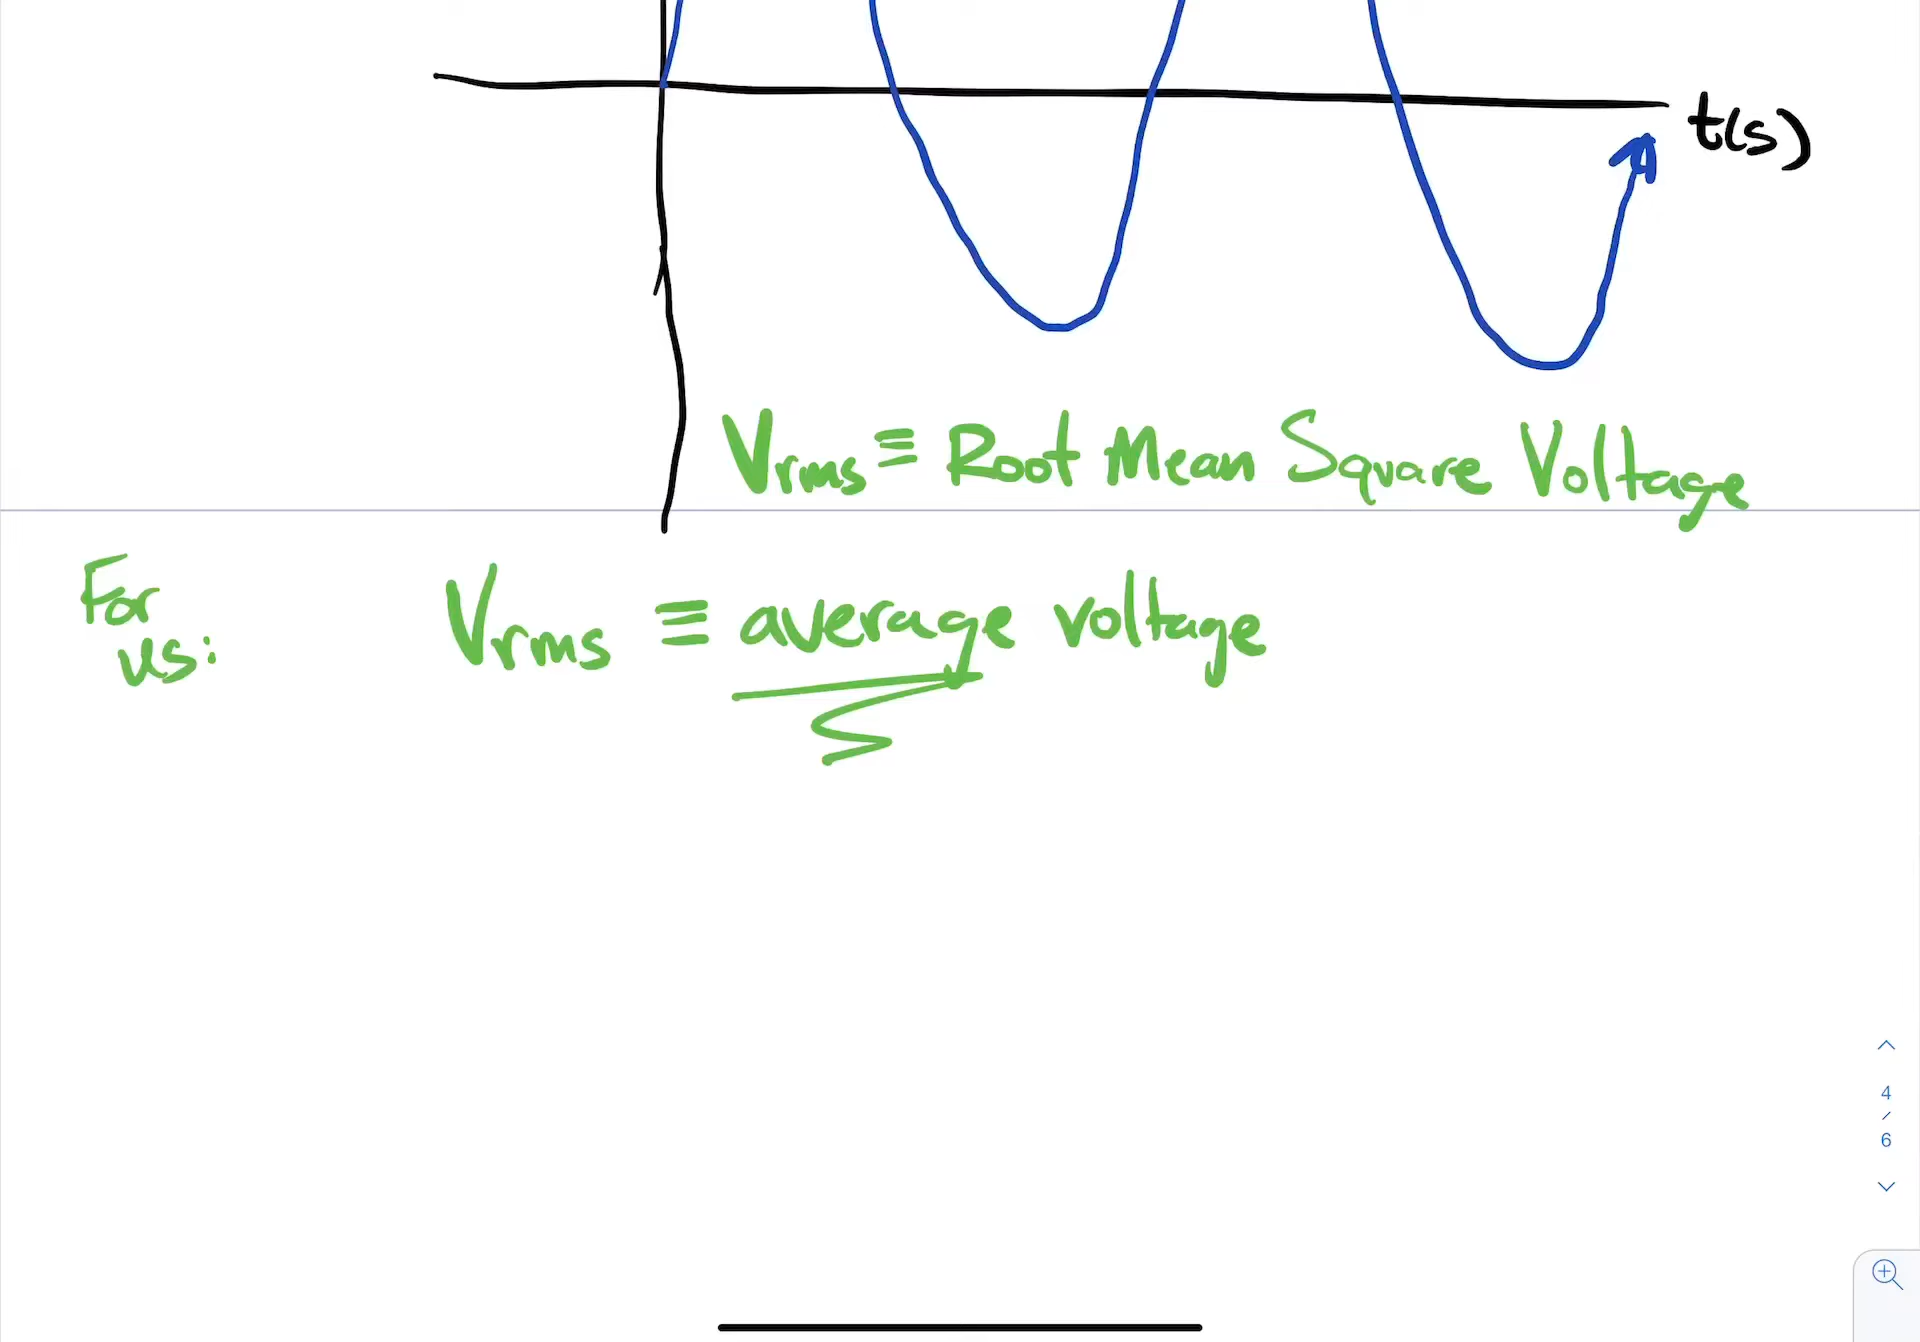 t(s)
Vrms ≡ Root Mean Square Voltage
For
us:
Vrms ≡ average voltage
4
/
6